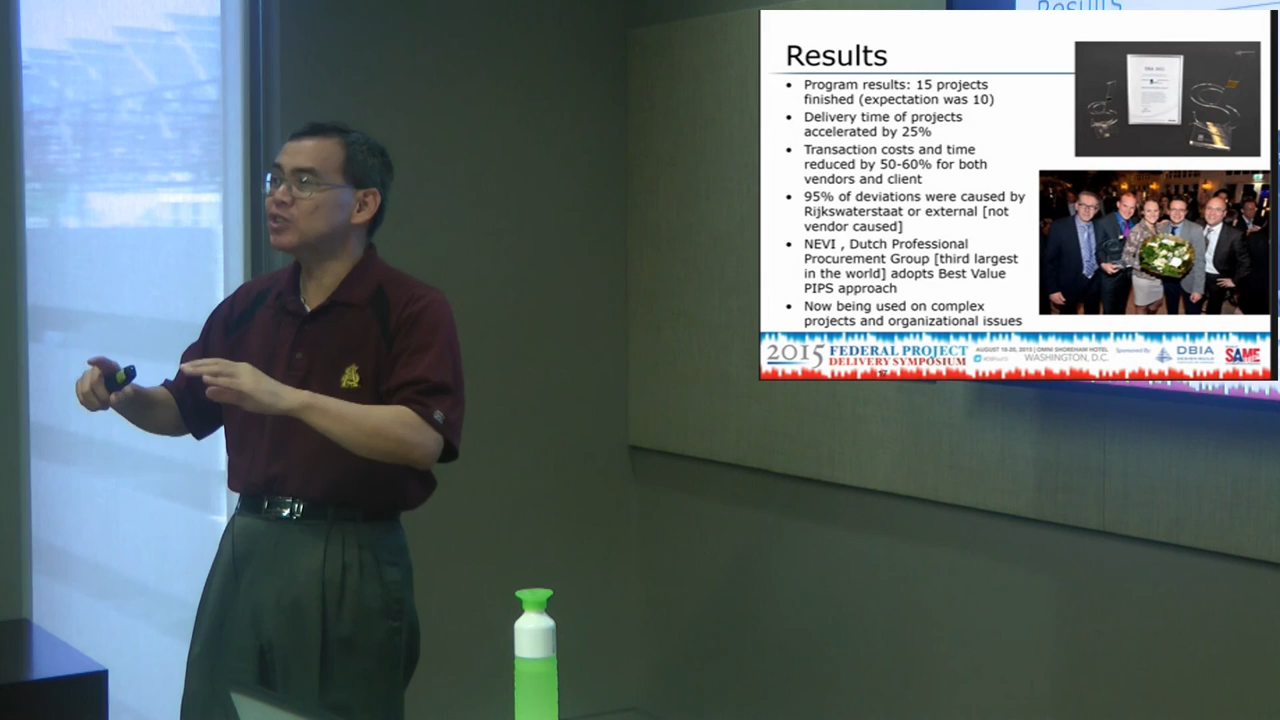 Results
Results
• Program results: 15 projects
finished (expectation was 10)
• Delivery time of projects
accelerated by 25%
• Transaction costs and time
reduced by 50-60% for both
vendors and client
• 95% of deviations were caused by
Rijkswaterstaat or external [not
vendor caused]
• NEVI , Dutch Professional
Procurement Group [third largest
in the world] adopts Best Value
PIPS approach
• Now being used on complex
projects and organizational issues
2015 FEDERAL PROJECT
DELIVERY SYMPOSIUM
AUGUST 18-20, 2015 | OMNI SHOREHAM HOTEL
WASHINGTON, D.C.
Sponsored By:
DBIA
SAME